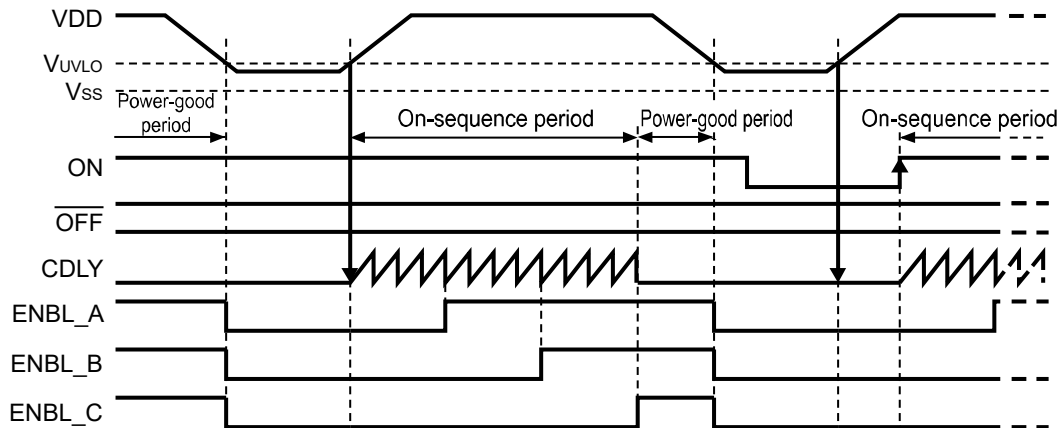 VDD
VUVLO
VSS
Power-good
period
On-sequence period
Power-good period
On-sequence period
ON
OFF
CDLY
ENBL_A
ENBL_B
ENBL_C